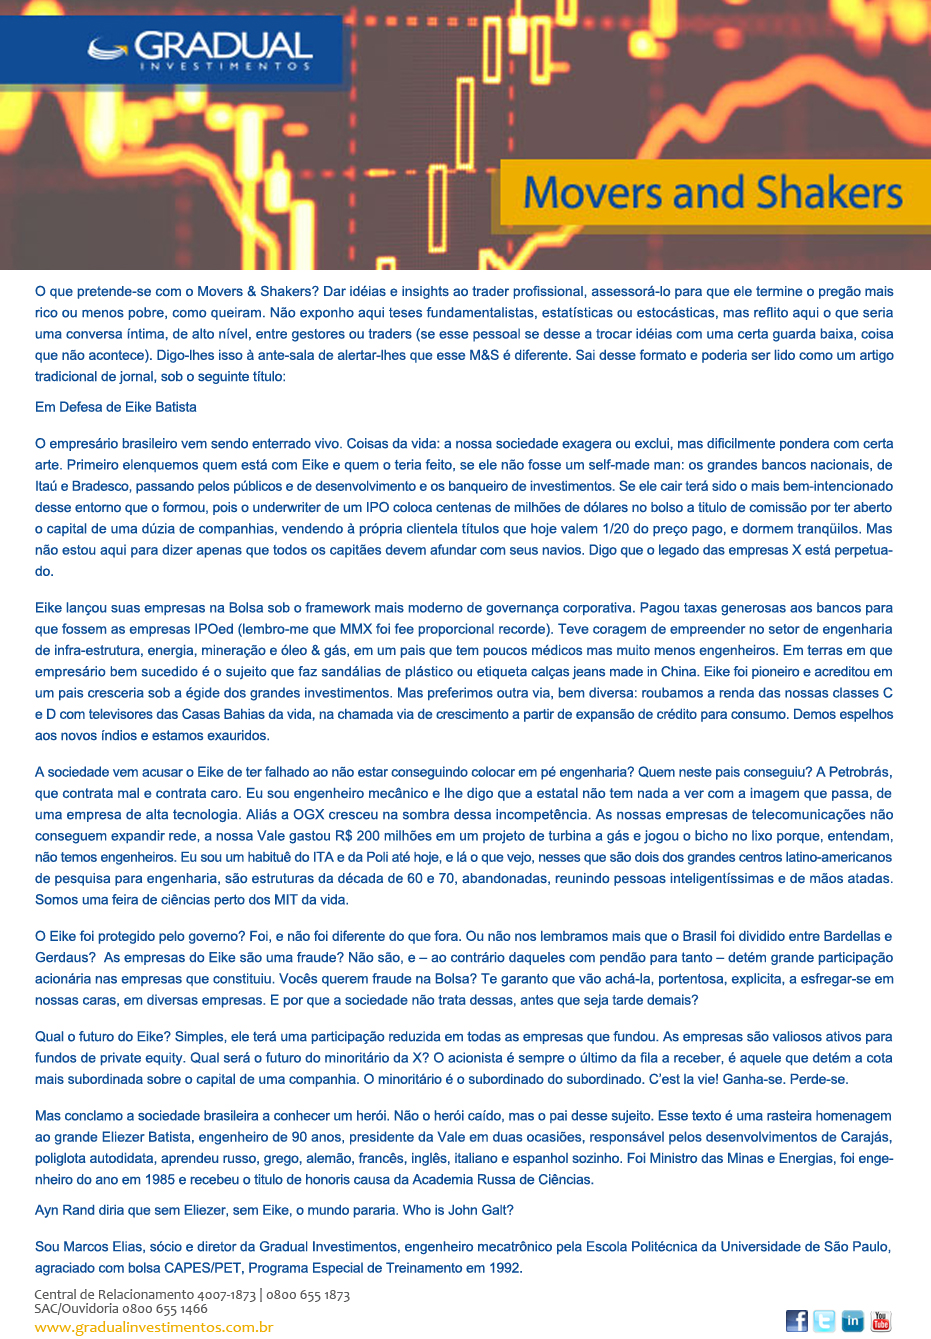 GRADUAL
INVESTIMENTOS
Movers and Shakers
O que pretende-se com o Movers & Shakers? Dar idéias e insights ao trader profissional, assessorá-lo para que ele termine o pregão mais
rico ou menos pobre, como queiram. Não exponho aqui teses fundamentalistas, estatísticas ou estocásticas, mas reflito aqui o que seria
uma conversa íntima, de alto nível, entre gestores ou traders (se esse pessoal se desse a trocar idéias com uma certa guarda baixa, coisa
que não acontece). Digo-lhes isso à ante-sala de alertar-lhes que esse M&S é diferente. Sai desse formato e poderia ser lido como um artigo
tradicional de jornal, sob o seguinte título:
Em Defesa de Eike Batista
O empresário brasileiro vem sendo enterrado vivo. Coisas da vida: a nossa sociedade exagera ou exclui, mas dificilmente pondera com certa
arte. Primeiro elenquemos quem está com Eike e quem o teria feito, se ele não fosse um self-made man: os grandes bancos nacionais, de
Itaú e Bradesco, passando pelos públicos e de desenvolvimento e os banqueiro de investimentos. Se ele cair terá sido o mais bem-intencionado
desse entorno que o formou, pois o underwriter de um IPO coloca centenas de milhões de dólares no bolso a titulo de comissão por ter aberto
o capital de uma dúzia de companhias, vendendo à própria clientela títulos que hoje valem 1/20 do preço pago, e dormem tranqüilos. Mas
não estou aqui para dizer apenas que todos os capitães devem afundar com seus navios. Digo que o legado das empresas X está perpetua-
do.
Eike lançou suas empresas na Bolsa sob o framework mais moderno de governança corporativa. Pagou taxas generosas aos bancos para
que fossem as empresas IPOed (lembro-me que MMX foi fee proporcional recorde). Teve coragem de empreender no setor de engenharia
de infra-estrutura, energia, mineração e óleo & gás, em um pais que tem poucos médicos mas muito menos engenheiros. Em terras em que
empresário bem sucedido é o sujeito que faz sandálias de plástico ou etiqueta calças jeans made in China. Eike foi pioneiro e acreditou em
um pais cresceria sob a égide dos grandes investimentos. Mas preferimos outra via, bem diversa: roubamos a renda das nossas classes C
e D com televisores das Casas Bahias da vida, na chamada via de crescimento a partir de expansão de crédito para consumo. Demos espelhos
aos novos índios e estamos exauridos.
A sociedade vem acusar o Eike de ter falhado ao não estar conseguindo colocar em pé engenharia? Quem neste pais conseguiu? A Petrobrás,
que contrata mal e contrata caro. Eu sou engenheiro mecânico e lhe digo que a estatal não tem nada a ver com a imagem que passa, de
uma empresa de alta tecnologia. Aliás a OGX cresceu na sombra dessa incompetência. As nossas empresas de telecomunicações não
conseguem expandir rede, a nossa Vale gastou R$ 200 milhões em um projeto de turbina a gás e jogou o bicho no lixo porque, entendam,
não temos engenheiros. Eu sou um habituê do ITA e da Poli até hoje, e lá o que vejo, nesses que são dois dos grandes centros latino-americanos
de pesquisa para engenharia, são estruturas da década de 60 e 70, abandonadas, reunindo pessoas inteligentíssimas e de mãos atadas.
Somos uma feira de ciências perto dos MIT da vida.
O Eike foi protegido pelo governo? Foi, e não foi diferente do que fora. Ou não nos lembramos mais que o Brasil foi dividido entre Bardellas e
Gerdaus?  As empresas do Eike são uma fraude? Não são, e – ao contrário daqueles com pendão para tanto – detém grande participação
acionária nas empresas que constituiu. Vocês querem fraude na Bolsa? Te garanto que vão achá-la, portentosa, explicita, a esfregar-se em
nossas caras, em diversas empresas. E por que a sociedade não trata dessas, antes que seja tarde demais?
Qual o futuro do Eike? Simples, ele terá uma participação reduzida em todas as empresas que fundou. As empresas são valiosos ativos para
fundos de private equity. Qual será o futuro do minoritário da X? O acionista é sempre o último da fila a receber, é aquele que detém a cota
mais subordinada sobre o capital de uma companhia. O minoritário é o subordinado do subordinado. C'est la vie! Ganha-se. Perde-se.
Mas conclamo a sociedade brasileira a conhecer um herói. Não o herói caído, mas o pai desse sujeito. Esse texto é uma rasteira homenagem
ao grande Eliezer Batista, engenheiro de 90 anos, presidente da Vale em duas ocasiões, responsável pelos desenvolvimentos de Carajás,
poliglota autodidata, aprendeu russo, grego, alemão, francês, inglês, italiano e espanhol sozinho. Foi Ministro das Minas e Energias, foi enge-
nheiro do ano em 1985 e recebeu o titulo de honoris causa da Academia Russa de Ciências.
Ayn Rand diria que sem Eliezer, sem Eike, o mundo pararia. Who is John Galt?
Sou Marcos Elias, sócio e diretor da Gradual Investimentos, engenheiro mecatrônico pela Escola Politécnica da Universidade de São Paulo,
agraciado com bolsa CAPES/PET, Programa Especial de Treinamento em 1992.
Central de Relacionamento 4007-1873 | 0800 655 1873
SAC/Ouvidoria 0800 655 1466
www.gradualinvestimentos.com.br
f t in You Tube